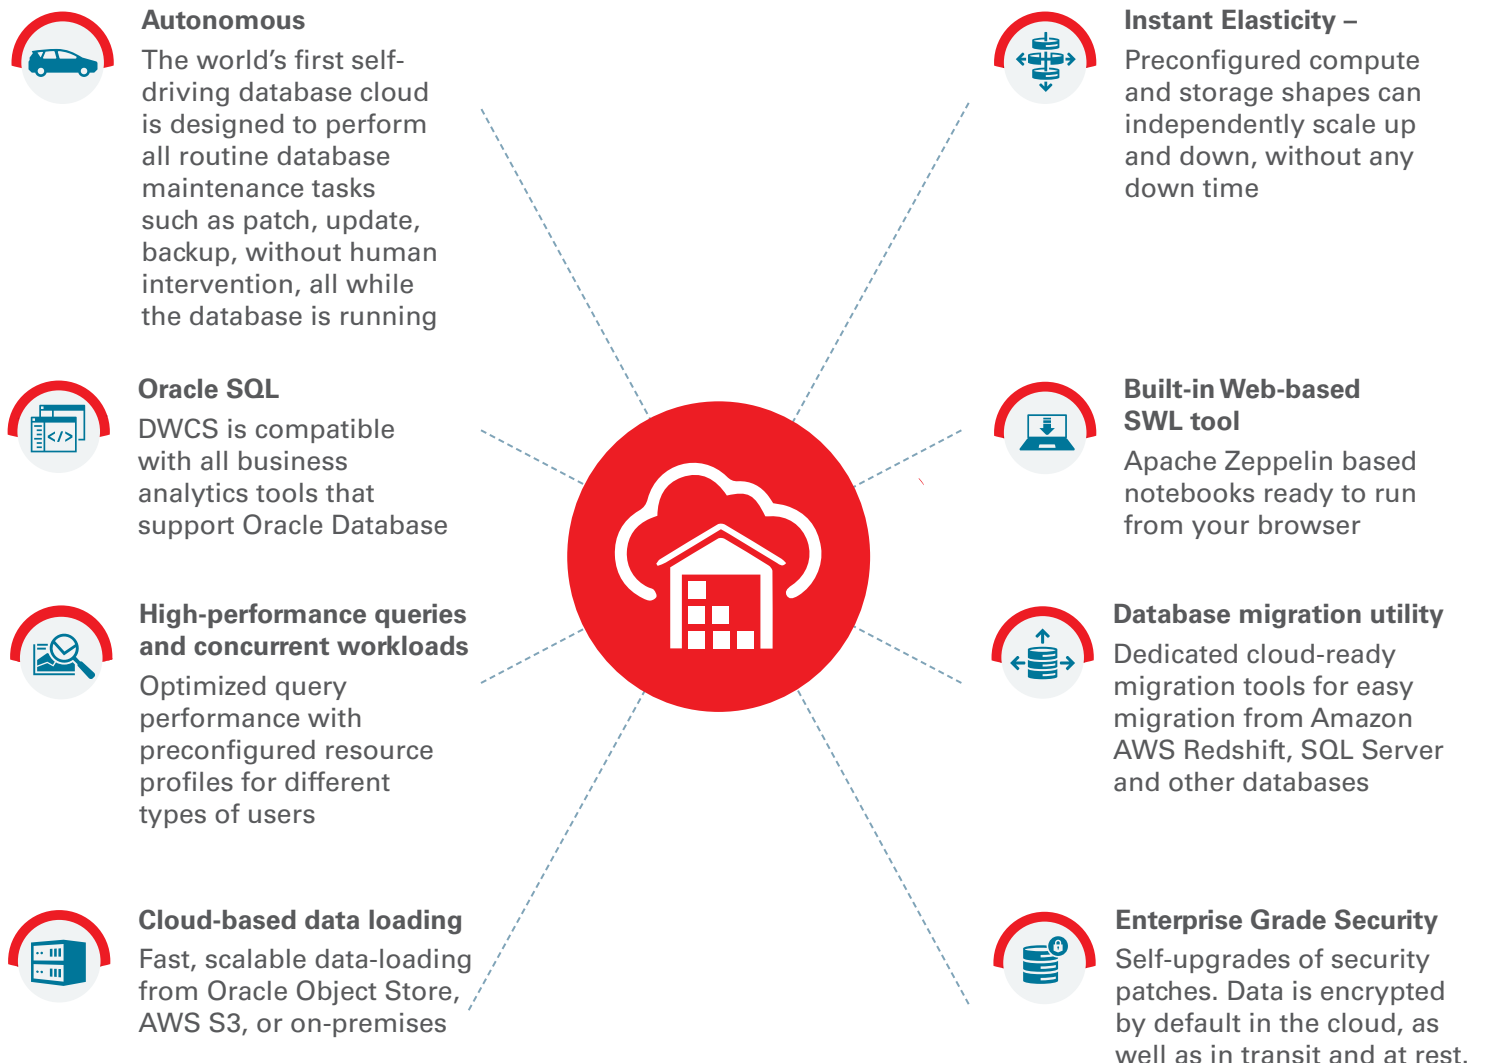 Autonomous
The world’s first self-
driving database cloud
is designed to perform
all routine database
maintenance tasks
such as patch, update,
backup, without human
intervention, all while
the database is running
Oracle SQL
DWCS is compatible
with all business
analytics tools that
support Oracle Database
High-performance queries
and concurrent workloads
Optimized query
performance with
preconfigured resource
profiles for different
types of users
Cloud-based data loading
Fast, scalable data-loading
from Oracle Object Store,
AWS S3, or on-premises
Instant Elasticity –
Preconfigured compute
and storage shapes can
independently scale up
and down, without any
down time
Built-in Web-based
SWL tool
Apache Zeppelin based
notebooks ready to run
from your browser
Database migration utility
Dedicated cloud-ready
migration tools for easy
migration from Amazon
AWS Redshift, SQL Server
and other databases
Enterprise Grade Security
Self-upgrades of security
patches. Data is encrypted
by default in the cloud, as
well as in transit and at rest.